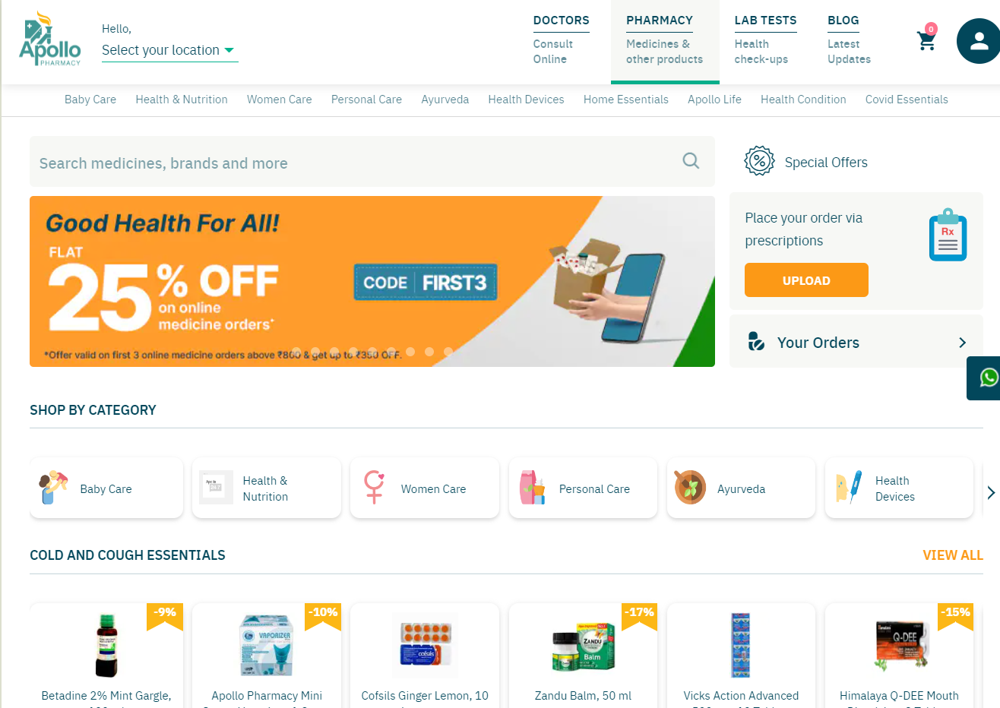 Apollo
PHARMACY
Hello,
Select your location
DOCTORS
Consult
Online
PHARMACY
Medicines &
other products
LAB TESTS
Health
check-ups
BLOG
Latest
Updates
0
Baby Care
Health & Nutrition
Women Care
Personal Care
Ayurveda
Health Devices
Home Essentials
Apollo Life
Health Condition
Covid Essentials
Search medicines, brands and more
Special Offers
Good Health For All!
FLAT
25% OFF
on online
medicine orders*
CODE FIRST3
*Offer valid on first 3 online medicine orders above ₹800 & get up to ₹350 OFF.
Place your order via
prescriptions
Rx
UPLOAD
Your Orders
SHOP BY CATEGORY
Baby Care
Health &
Nutrition
Women Care
Personal Care
Ayurveda
Health
Devices
COLD AND COUGH ESSENTIALS
VIEW ALL
-9%
-10%
-17%
-15%
VAPORIZER
cofsils
ZANDU
Balm
Himalaya
Q-DEE
Betadine 2% Mint Gargle,
Apollo Pharmacy Mini
Cofsils Ginger Lemon, 10
Zandu Balm, 50 ml
Vicks Action Advanced
Himalaya Q-DEE Mouth